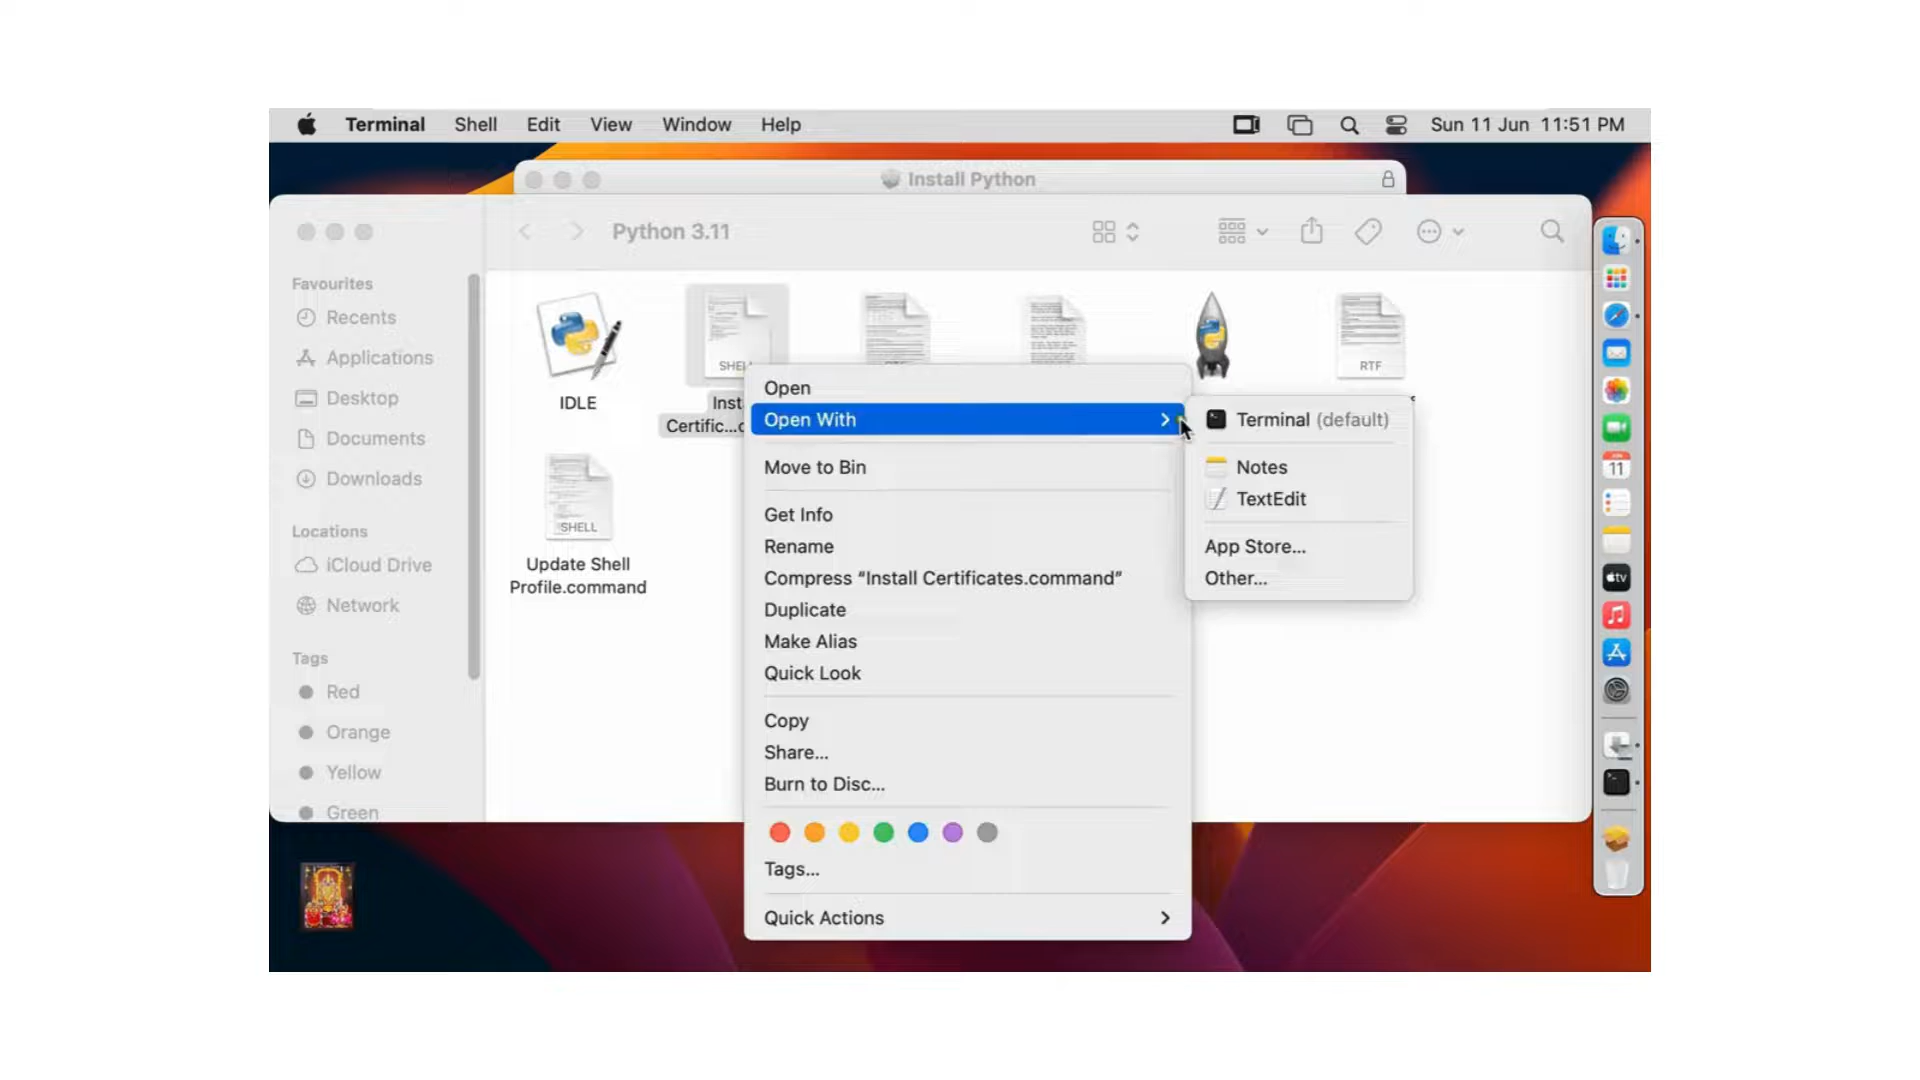 Terminal Shell Edit View Window Help Sun 11 Jun 11:51 PM
Install Python
Python 3.11
Favourites
Recents
Applications
Desktop
Documents
Downloads
Locations
iCloud Drive
Network
Tags
Red
Orange
Yellow
Green
IDLE
SHELL
Certific...
RTF
SHELL
Update Shell
Profile.command
Open
Open With
Move to Bin
Get Info
Rename
Compress “Install Certificates.command”
Duplicate
Make Alias
Quick Look
Copy
Share...
Burn to Disc...
Tags...
Quick Actions
Terminal (default)
Notes
TextEdit
App Store...
Other...
11
tv